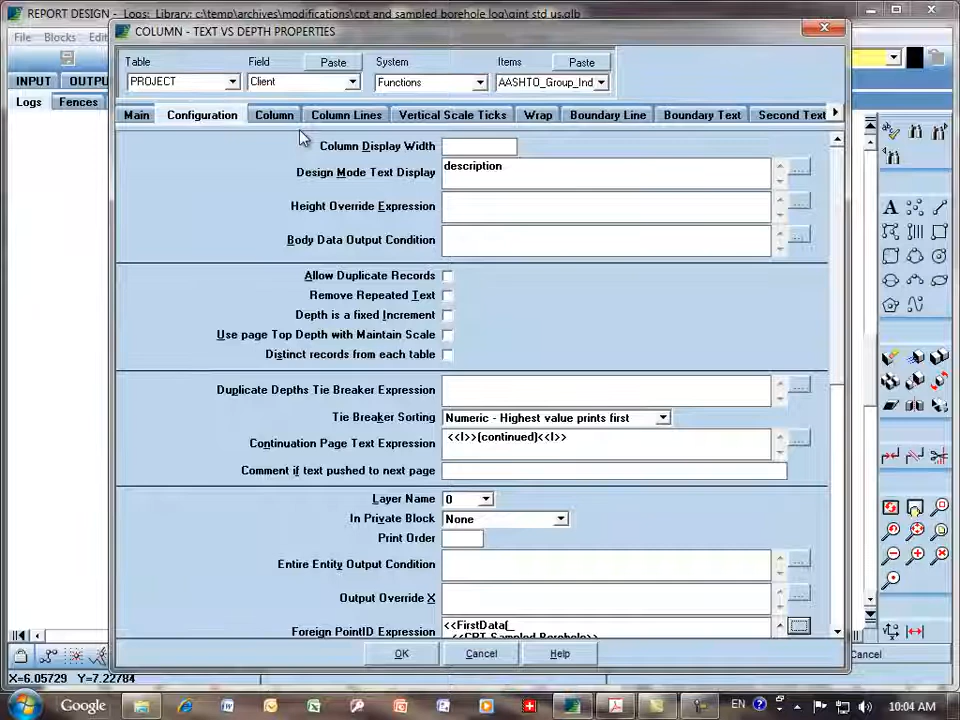 REPORT DESIGN - Logs: Library: c:\temp\archives\modifications\cpt and sampled borehole log\gint std us.glb
File Blocks Edi
INPUT OUTPU
Logs Fences
COLUMN - TEXT VS DEPTH PROPERTIES
Table Field Paste System Items Paste
PROJECT Client Functions AASHTO_Group_Ind
Main Configuration Column Column Lines Vertical Scale Ticks Wrap Boundary Line Boundary Text Second Text
Column Display Width
Design Mode Text Display description
Height Override Expression
Body Data Output Condition
Allow Duplicate Records
Remove Repeated Text
Depth is a fixed Increment
Use page Top Depth with Maintain Scale
Distinct records from each table
Duplicate Depths Tie Breaker Expression
Tie Breaker Sorting Numeric - Highest value prints first
Continuation Page Text Expression <<I>>(continued)<<I>>
Comment if text pushed to next page
Layer Name 0
In Private Block None
Print Order
Entire Entity Output Condition
Output Override X
Foreign PointID Expression <<FirstData(_
<<CPT Sampled Borehole>>
OK Cancel Help
Cancel
X=6.05729 Y=7.22784
Google EN 10:04 AM